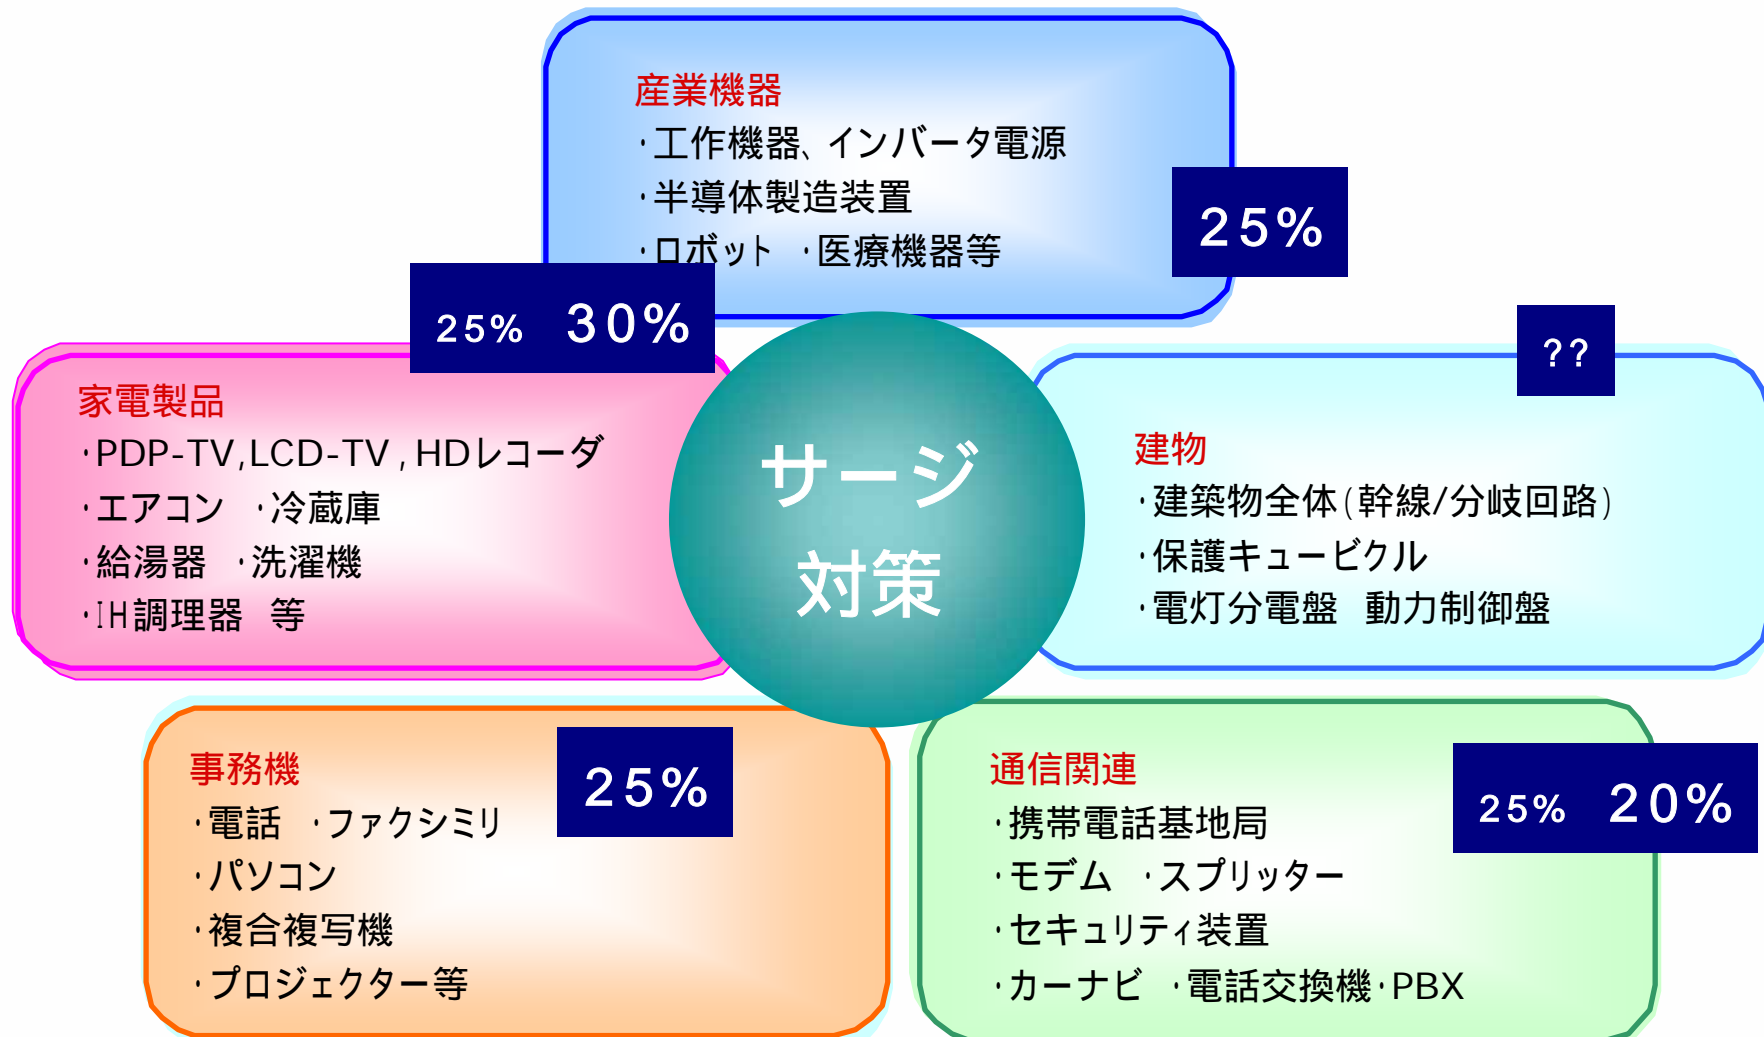 産業機器
・工作機器、インバータ電源
・半導体製造装置
・ロボット ・医療機器等
25%
25% 30%
家電製品
・PDP-TV,LCD-TV , HDレコーダ
・エアコン ・冷蔵庫
・給湯器 ・洗濯機
・IH調理器 等
サージ
対策
??
建物
・建築物全体(幹線/分岐回路)
・保護キュービクル
・電灯分電盤 動力制御盤
事務機
・電話 ・ファクシミリ
・パソコン
・複合複写機
・プロジェクター等
25%
通信関連
・携帯電話基地局
・モデム ・スプリッター
・セキュリティ装置
・カーナビ ・電話交換機・PBX
25% 20%